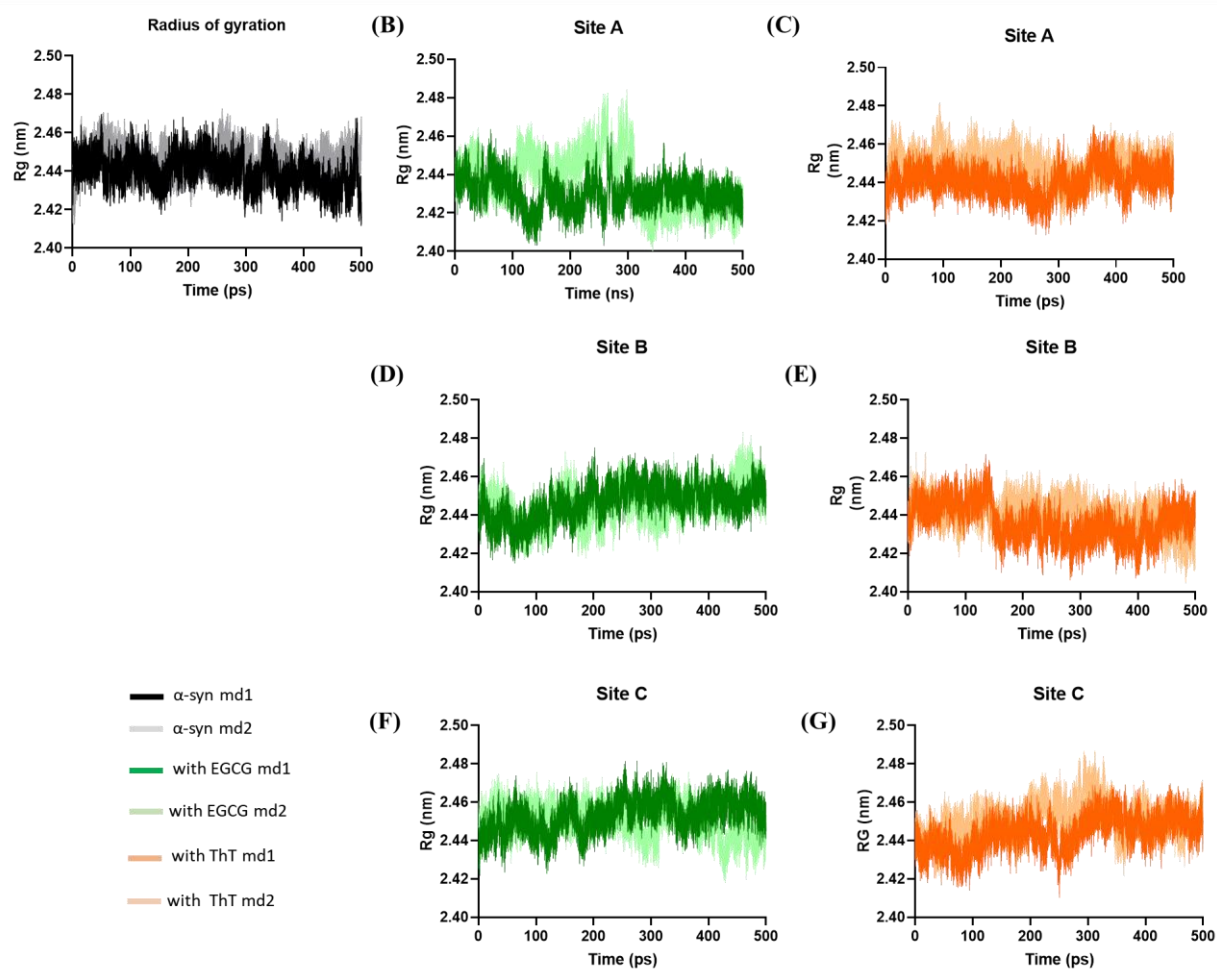 Radius of gyration
2.50
2.48
2.46
2.44
2.42
2.40
Rg (nm)
0 100 200 300 400 500
Time (ps)
(B)
Site A
2.50
2.48
2.46
2.44
2.42
2.40
Rg (nm)
0 100 200 300 400 500
Time (ns)
(C)
Site A
2.50
2.48
2.46
2.44
2.42
2.40
Rg
(nm)
0 100 200 300 400 500
Time (ps)
(D)
Site B
2.50
2.48
2.46
2.44
2.42
2.40
Rg (nm)
0 100 200 300 400 500
Time (ps)
(E)
Site B
2.50
2.48
2.46
2.44
2.42
2.40
Rg
(nm)
0 100 200 300 400 500
Time (ps)
α-syn md1
α-syn md2
with EGCG md1
with EGCG md2
with ThT md1
with ThT md2
(F)
Site C
2.50
2.48
2.46
2.44
2.42
2.40
Rg (nm)
0 100 200 300 400 500
Time (ps)
(G)
Site C
2.50
2.48
2.46
2.44
2.42
2.40
RG (nm)
0 100 200 300 400 500
Time (ps)